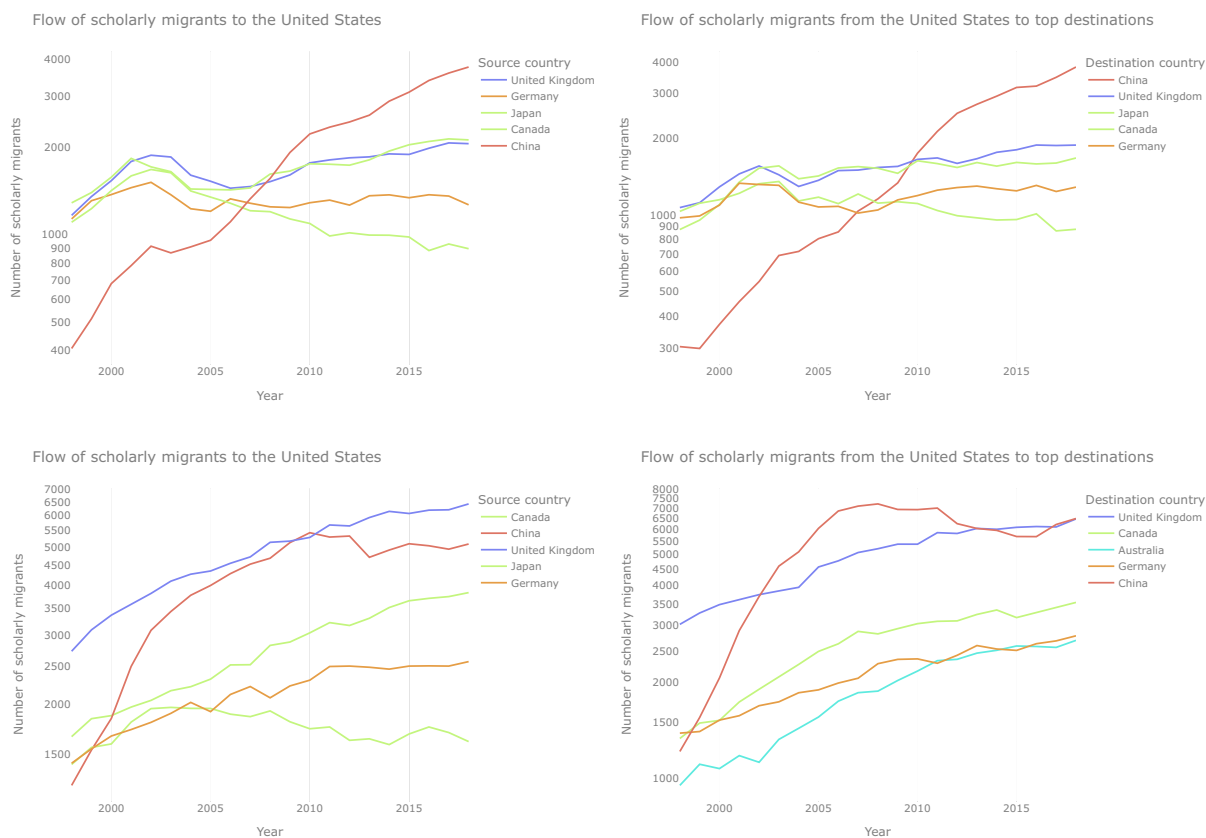 Flow of scholarly migrants to the United States
Number of scholarly migrants
4000
3000
2000
1000
900
800
700
600
500
400
2000
2005
2010
2015
Year
Source country
United Kingdom
Germany
Japan
Canada
China
Flow of scholarly migrants from the United States to top destinations
Number of scholarly migrants
4000
3000
2000
1000
900
800
700
600
500
400
300
2000
2005
2010
2015
Year
Destination country
China
United Kingdom
Japan
Canada
Germany
Flow of scholarly migrants to the United States
Number of scholarly migrants
7000
6500
6000
5500
5000
4500
4000
3500
3000
2500
2000
1500
2000
2005
2010
2015
Year
Source country
Canada
China
United Kingdom
Japan
Germany
Flow of scholarly migrants from the United States to top destinations
Number of scholarly migrants
8000
7500
7000
6500
6000
5500
5000
4500
4000
3500
3000
2500
2000
1500
1000
2000
2005
2010
2015
Year
Destination country
United Kingdom
Canada
Australia
Germany
China